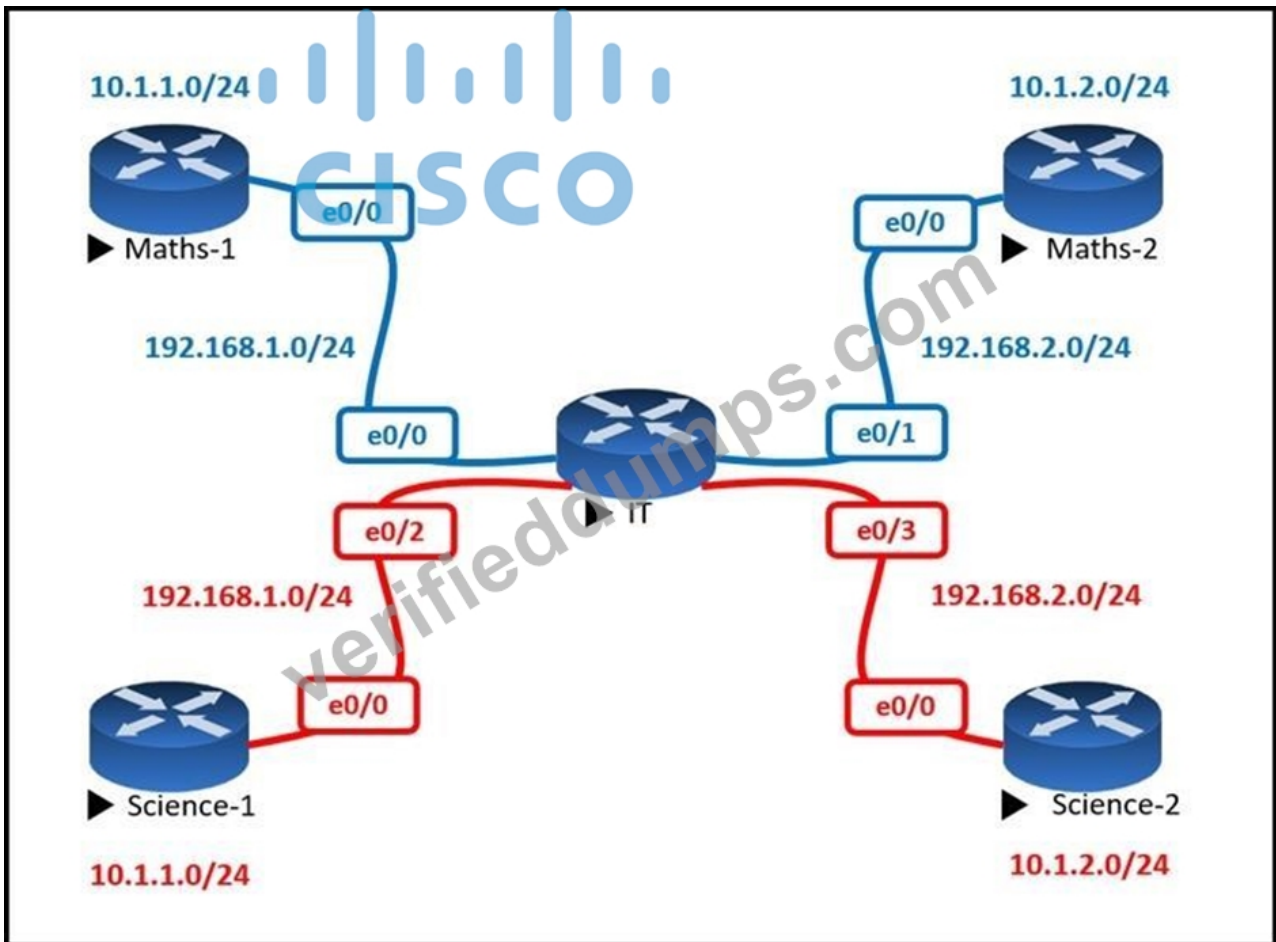 CISCO
10.1.1.0/24
10.1.2.0/24
e0/0
e0/0
Maths-1
Maths-2
192.168.1.0/24
192.168.2.0/24
e0/0
e0/1
IT
e0/2
e0/3
192.168.1.0/24
192.168.2.0/24
e0/0
e0/0
Science-1
Science-2
10.1.1.0/24
10.1.2.0/24
verifieddumps.com